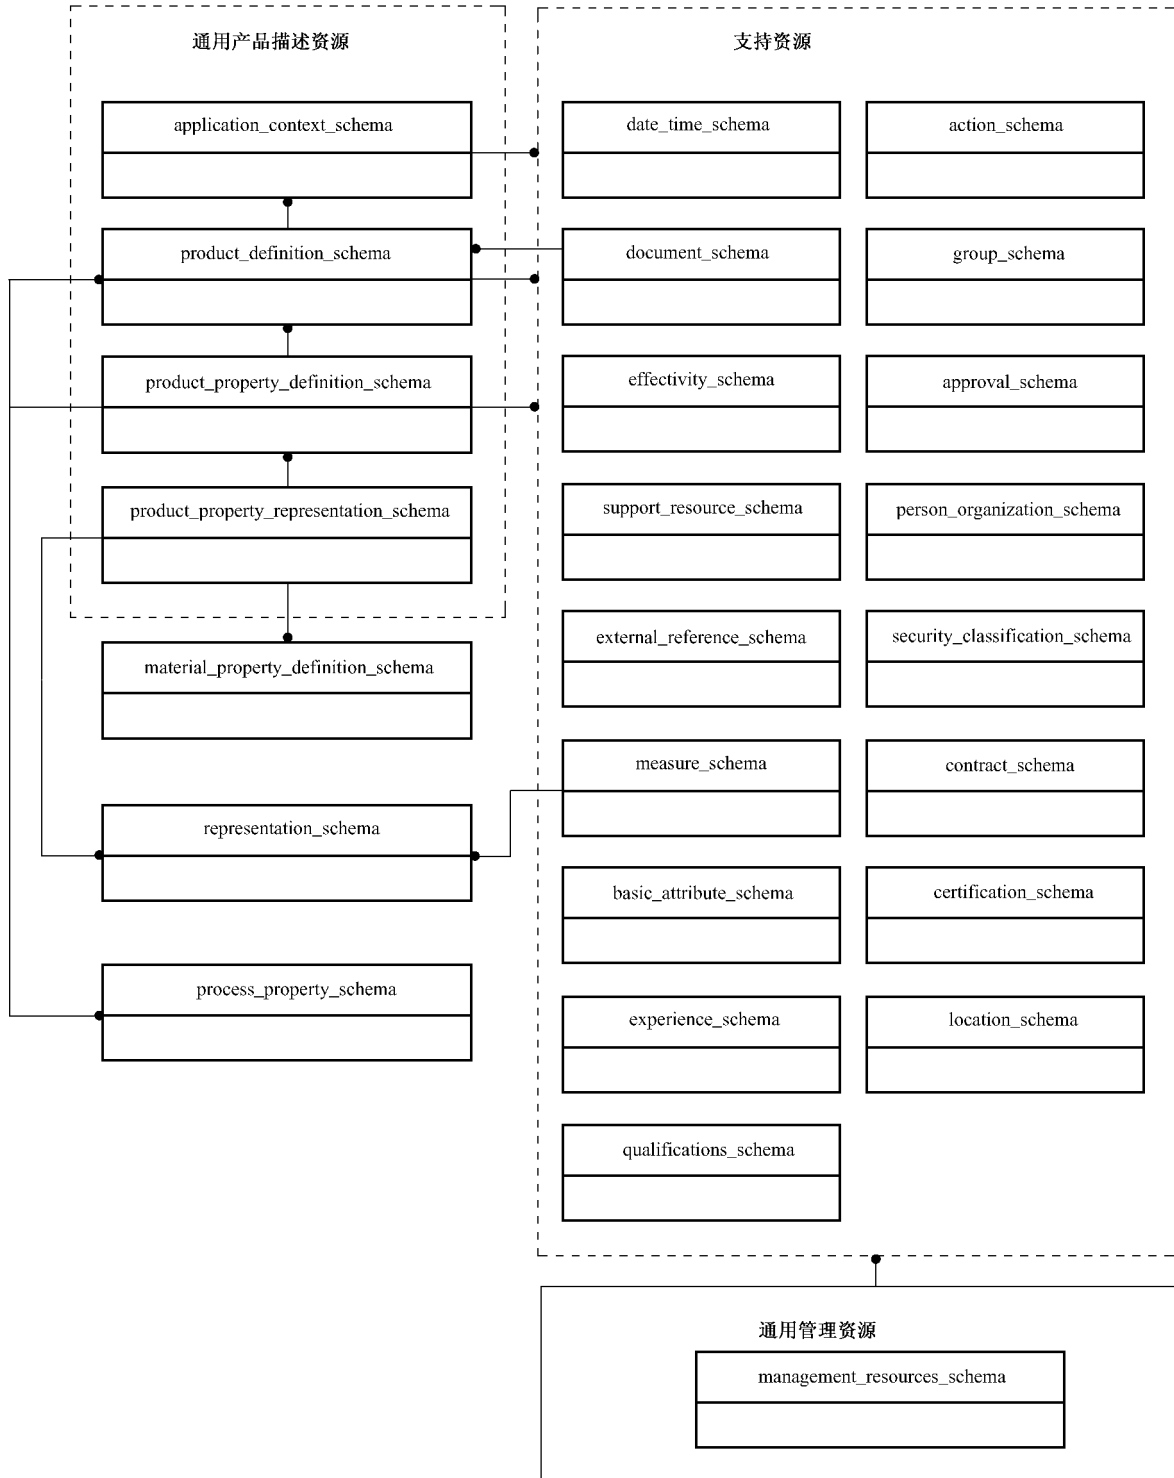 通用产品描述资源
application_context_schema
product_definition_schema
product_property_definition_schema
product_property_representation_schema
material_property_definition_schema
representation_schema
process_property_schema
支持资源
date_time_schema
action_schema
document_schema
group_schema
effectivity_schema
approval_schema
support_resource_schema
person_organization_schema
external_reference_schema
security_classification_schema
measure_schema
contract_schema
basic_attribute_schema
certification_schema
experience_schema
location_schema
qualifications_schema
通用管理资源
management_resources_schema